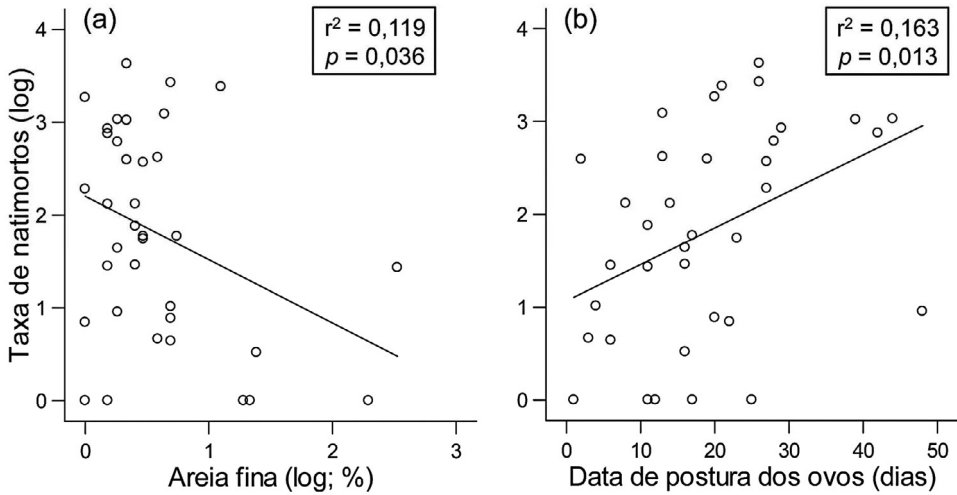 (a)
r² = 0,119
p = 0,036
Taxa de natimortos (log)
4
3
2
1
0
0 1 2 3
Areia fina (log; %)
(b)
r² = 0,163
p = 0,013
4
3
2
1
0
0 10 20 30 40 50
Data de postura dos ovos (dias)